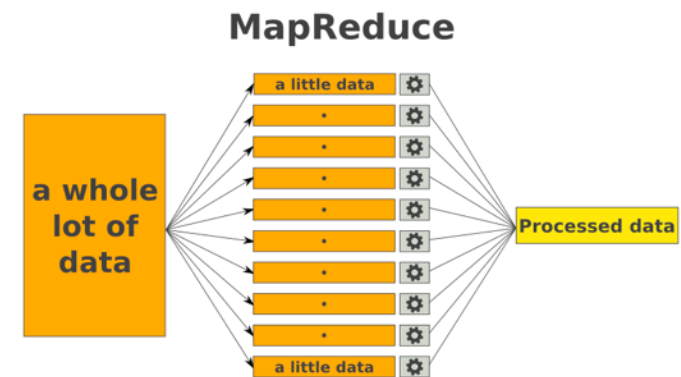 MapReduce
a little data
•
•
•
•
•
•
•
•
a little data
a whole
lot of
data
Processed data